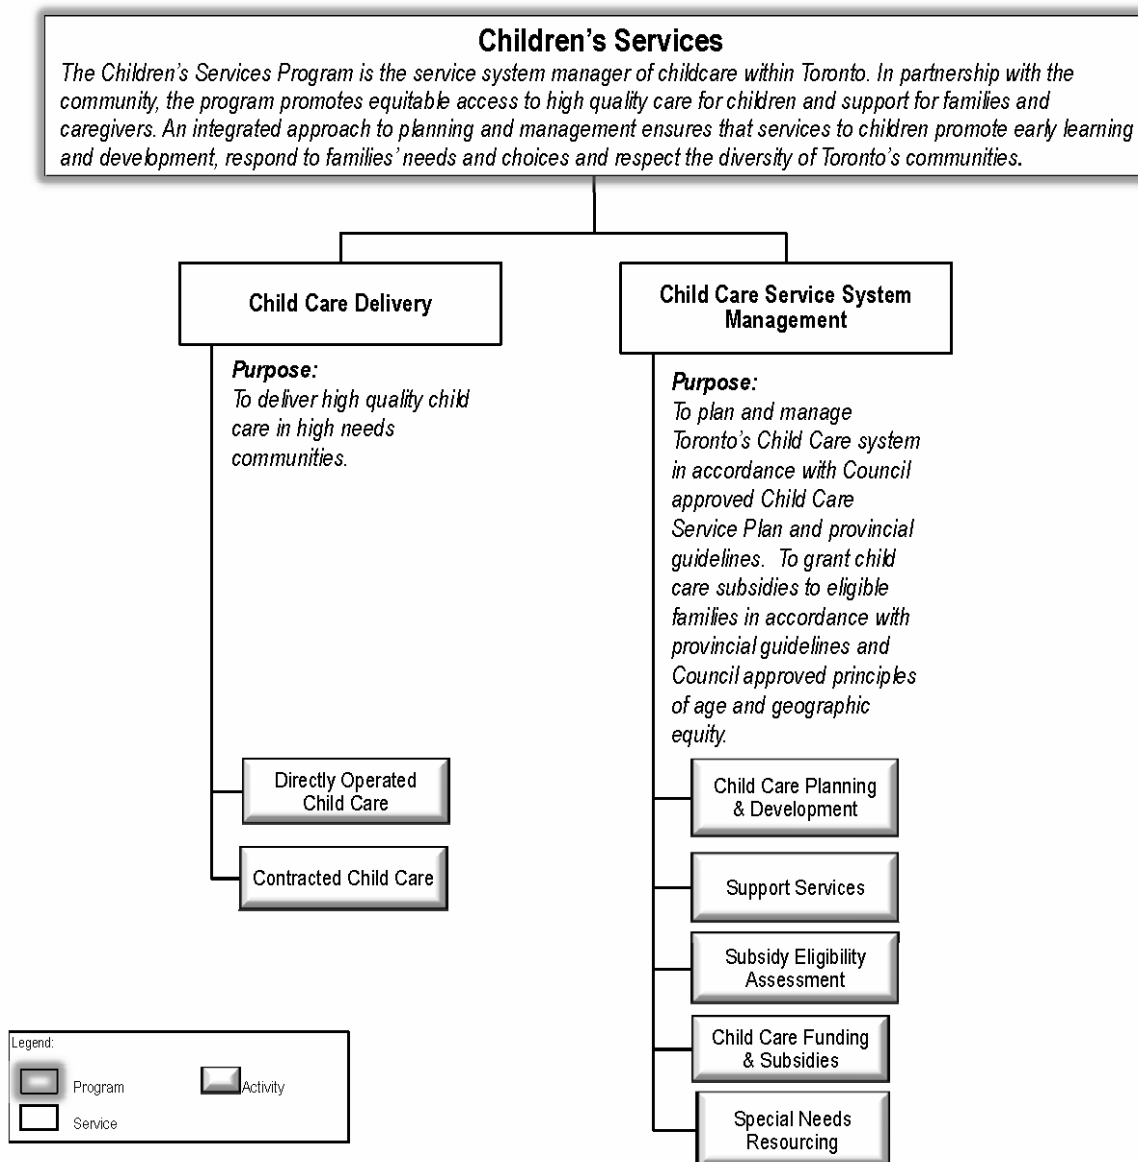 Children's Services
The Children's Services Program is the service system manager of childcare within Toronto. In partnership with the
community, the program promotes equitable access to high quality care for children and support for families and
caregivers. An integrated approach to planning and management ensures that services to children promote early learning
and development, respond to families' needs and choices and respect the diversity of Toronto's communities.
Child Care Delivery
Purpose:
To deliver high quality child
care in high needs
communities.
Directly Operated
Child Care
Contracted Child Care
Child Care Service System
Management
Purpose:
To plan and manage
Toronto's Child Care system
in accordance with Council
approved Child Care
Service Plan and provincial
guidelines. To grant child
care subsidies to eligible
families in accordance with
provincial guidelines and
Council approved principles
of age and geographic
equity.
Child Care Planning
& Development
Support Services
Subsidy Eligibility
Assessment
Child Care Funding
& Subsidies
Special Needs
Resourcing
Legend:
Program
Activity
Service